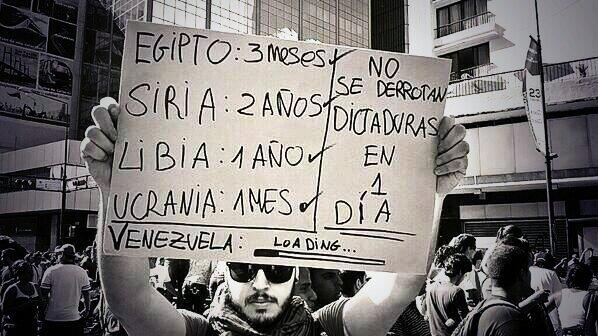 EGIPTO: 3 MESES ✓
SIRIA: 2 AÑOS ✓
LIBIA: 1 AÑO ✓
UCRANIA: 1 MES ✓
VENEZUELA: LOADING...
NO
SE DERROTAN
DICTADURAS
EN
1
DÍA
23